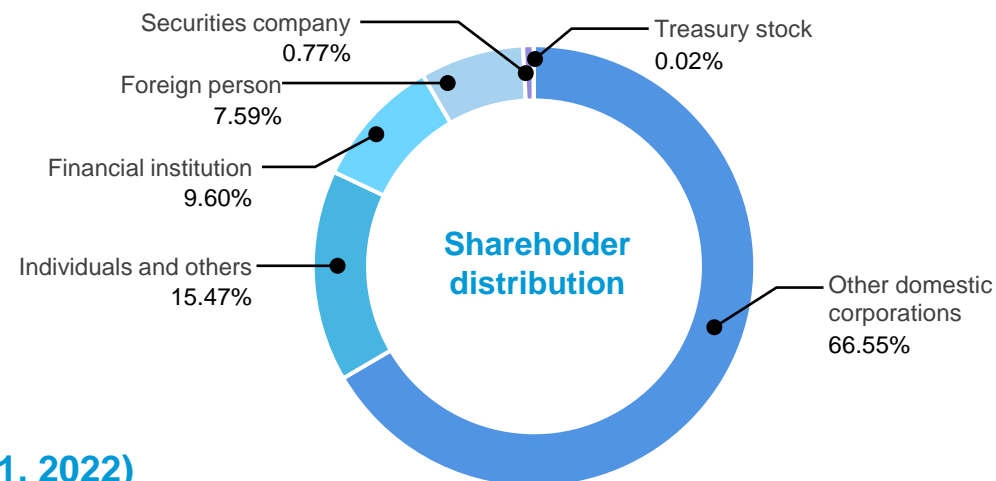 Securities company
0.77%
Treasury stock
0.02%
Foreign person
7.59%
Financial institution
9.60%
Shareholder
distribution
Individuals and others
15.47%
Other domestic
corporations
66.55%
1. 2022)